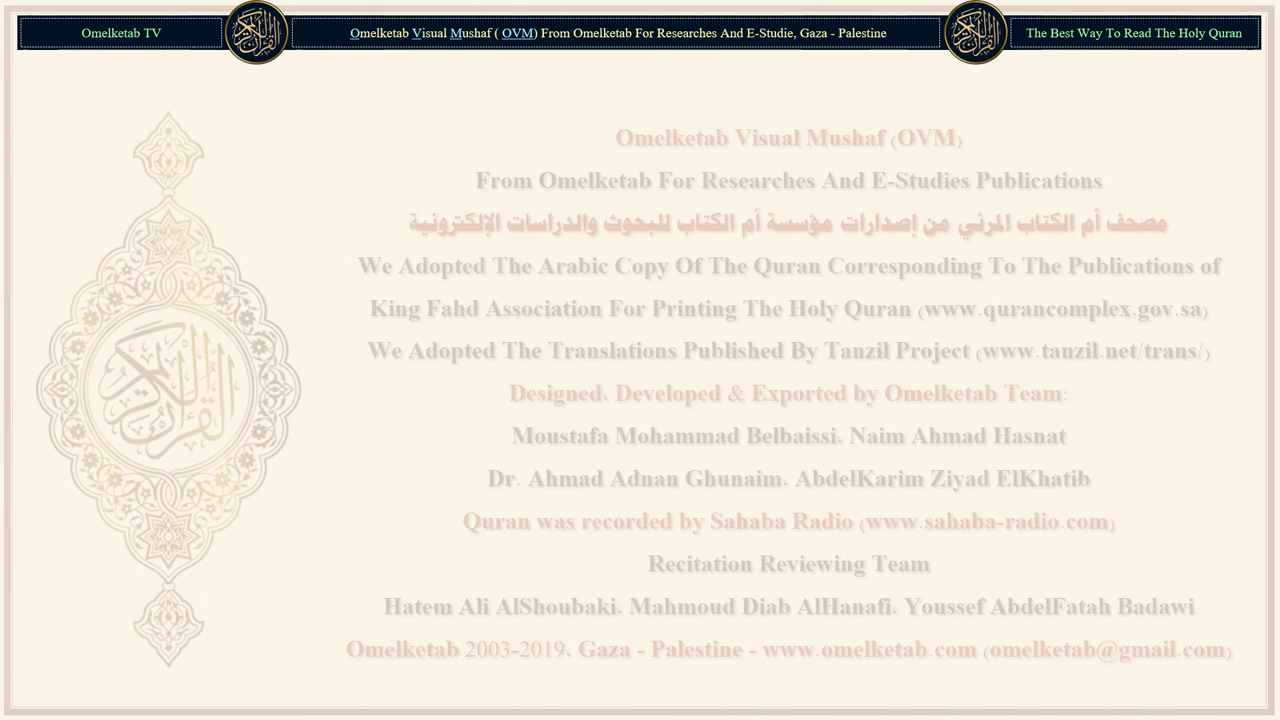 Omelketab TV
Omelketab Visual Mushaf ( OVM) From Omelketab For Researches And E-Studie, Gaza - Palestine
The Best Way To Read The Holy Quran
Omelketab Visual Mushaf (OVM)
From Omelketab For Researches And E-Studies Publications
مصحف أم الكتاب المرئي من إصدارات مؤسسة أم الكتاب للبحوث والدراسات الإلكترونية
We Adopted The Arabic Copy Of The Quran Corresponding To The Publications of
King Fahd Association For Printing The Holy Quran (www.qurancomplex.gov.sa)
We Adopted The Translations Published By Tanzil Project (www.tanzil.net/trans/)
Designed, Developed & Exported by Omelketab Team:
Moustafa Mohammad Belbaissi, Naim Ahmad Hasnat
Dr. Ahmad Adnan Ghunaim, AbdelKarim Ziyad ElKhatib
Quran was recorded by Sahaba Radio (www.sahaba-radio.com)
Recitation Reviewing Team
Hatem Ali AlShoubaki, Mahmoud Diab AlHanafi, Youssef AbdelFatah Badawi
Omelketab 2003-2019, Gaza - Palestine - www.omelketab.com (omelketab@gmail.com)
القرآن الكريم